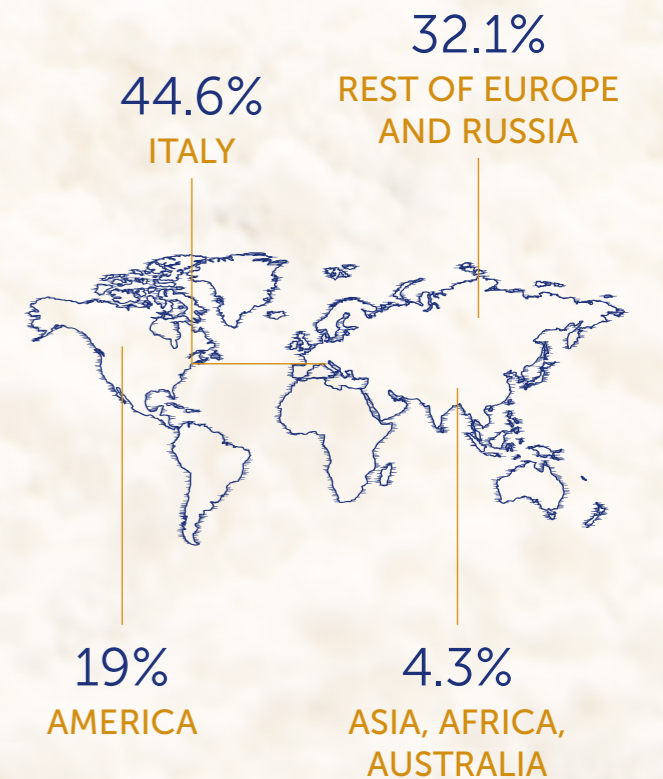 32.1%
REST OF EUROPE
AND RUSSIA
44.6%
ITALY
19%
AMERICA
4.3%
ASIA, AFRICA,
AUSTRALIA